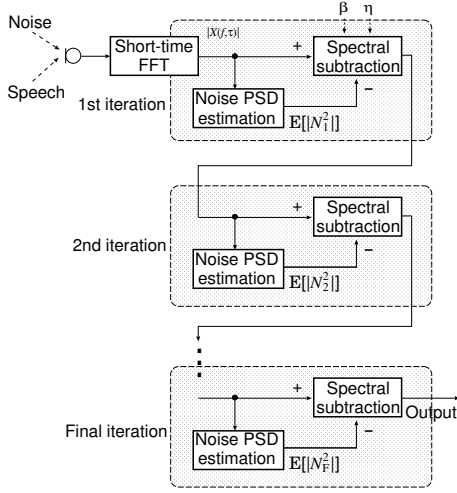 Noise
Speech
Short-time
FFT
|X(f,τ)|
β η
+
Spectral
subtraction
−
Noise PSD
estimation
E[|N₁²|]
1st iteration
+
Spectral
subtraction
−
2nd iteration
Noise PSD
estimation
E[|N₂²|]
+
Spectral
subtraction
−
Output
Final iteration
Noise PSD
estimation
E[|N_F²|]